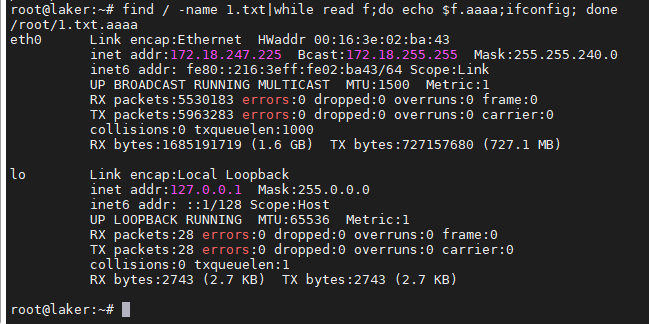 root@laker:~# find / -name 1.txt|while read f;do echo $f.aaaa;ifconfig; done
/root/1.txt.aaaa
eth0      Link encap:Ethernet  HWaddr 00:16:3e:02:ba:43
          inet addr:172.18.247.225  Bcast:172.18.255.255  Mask:255.255.240.0
          inet6 addr: fe80::216:3eff:fe02:ba43/64 Scope:Link
          UP BROADCAST RUNNING MULTICAST  MTU:1500  Metric:1
          RX packets:5530183 errors:0 dropped:0 overruns:0 frame:0
          TX packets:5963283 errors:0 dropped:0 overruns:0 carrier:0
          collisions:0 txqueuelen:1000
          RX bytes:1685191719 (1.6 GB)  TX bytes:727157680 (727.1 MB)

lo        Link encap:Local Loopback
          inet addr:127.0.0.1  Mask:255.0.0.0
          inet6 addr: ::1/128 Scope:Host
          UP LOOPBACK RUNNING  MTU:65536  Metric:1
          RX packets:28 errors:0 dropped:0 overruns:0 frame:0
          TX packets:28 errors:0 dropped:0 overruns:0 carrier:0
          collisions:0 txqueuelen:1
          RX bytes:2743 (2.7 KB)  TX bytes:2743 (2.7 KB)

root@laker:~#